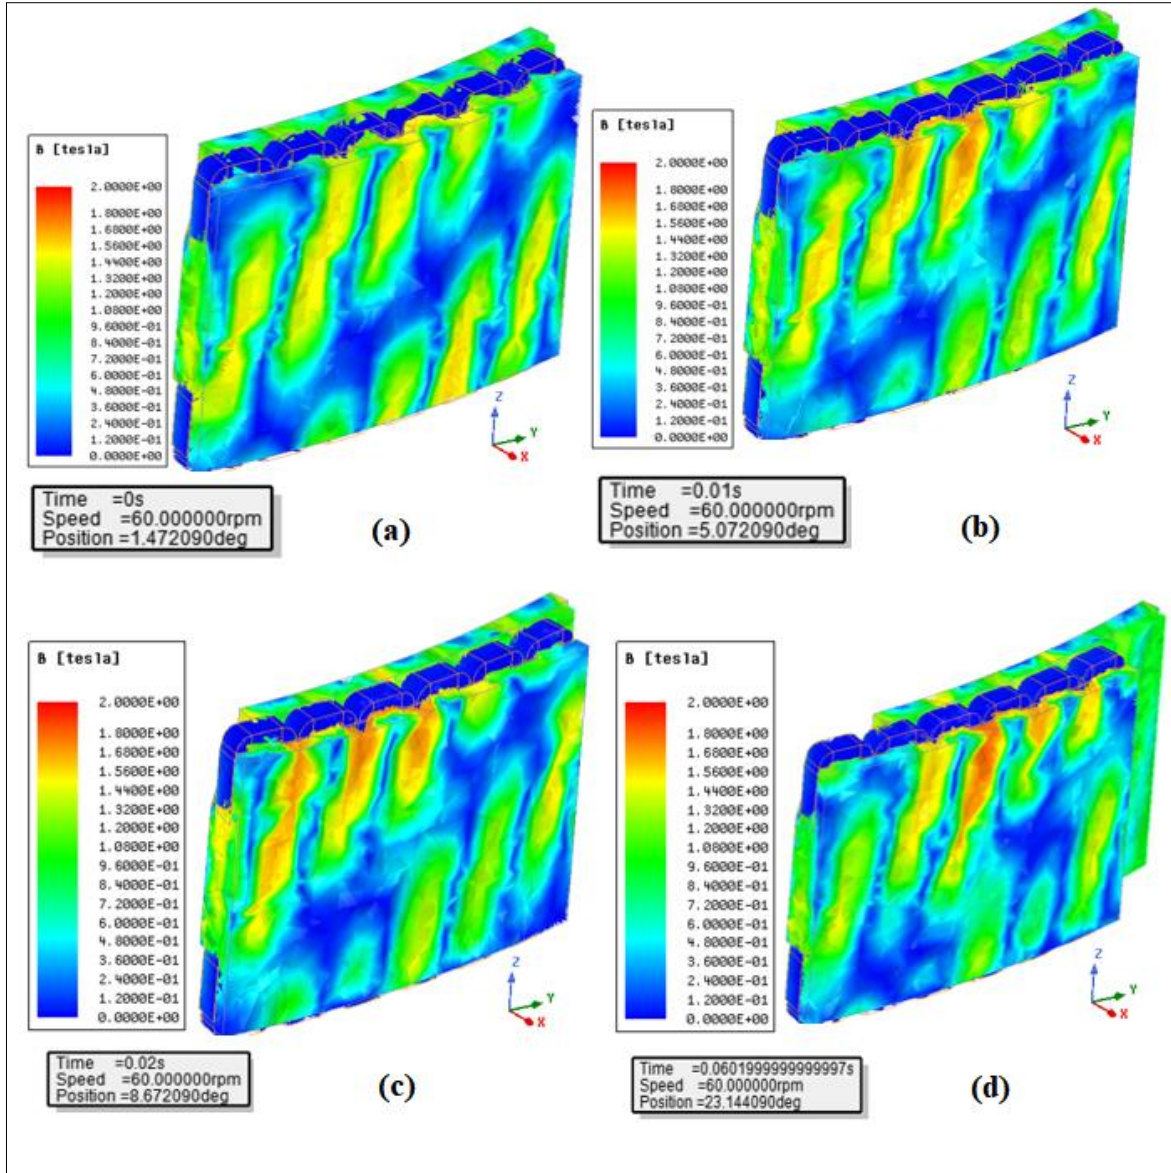 B [tesla]
2.0000E+00
1.8000E+00
1.6800E+00
1.5600E+00
1.4400E+00
1.3200E+00
1.2000E+00
1.0800E+00
9.6000E-01
8.4000E-01
7.2000E-01
6.0000E-01
4.8000E-01
3.6000E-01
2.4000E-01
1.2000E-01
0.0000E+00
Z
Y
X
Time =0s
Speed =60.000000rpm
Position =1.472090deg
(a)
B [tesla]
2.0000E+00
1.8000E+00
1.6800E+00
1.5600E+00
1.4400E+00
1.3200E+00
1.2000E+00
1.0800E+00
9.6000E-01
8.4000E-01
7.2000E-01
6.0000E-01
4.8000E-01
3.6000E-01
2.4000E-01
1.2000E-01
0.0000E+00
Z
Y
X
Time =0.01s
Speed =60.000000rpm
Position =5.072090deg
(b)
B [tesla]
2.0000E+00
1.8000E+00
1.6800E+00
1.5600E+00
1.4400E+00
1.3200E+00
1.2000E+00
1.0800E+00
9.6000E-01
8.4000E-01
7.2000E-01
6.0000E-01
4.8000E-01
3.6000E-01
2.4000E-01
1.2000E-01
0.0000E+00
Z
Y
X
Time =0.02s
Speed =60.000000rpm
Position =8.672090deg
(c)
B [tesla]
2.0000E+00
1.8000E+00
1.6800E+00
1.5600E+00
1.4400E+00
1.3200E+00
1.2000E+00
1.0800E+00
9.6000E-01
8.4000E-01
7.2000E-01
6.0000E-01
4.8000E-01
3.6000E-01
2.4000E-01
1.2000E-01
0.0000E+00
Z
Y
X
Time =0.0601999999999997s
Speed =60.000000rpm
Position =23.144090deg
(d)